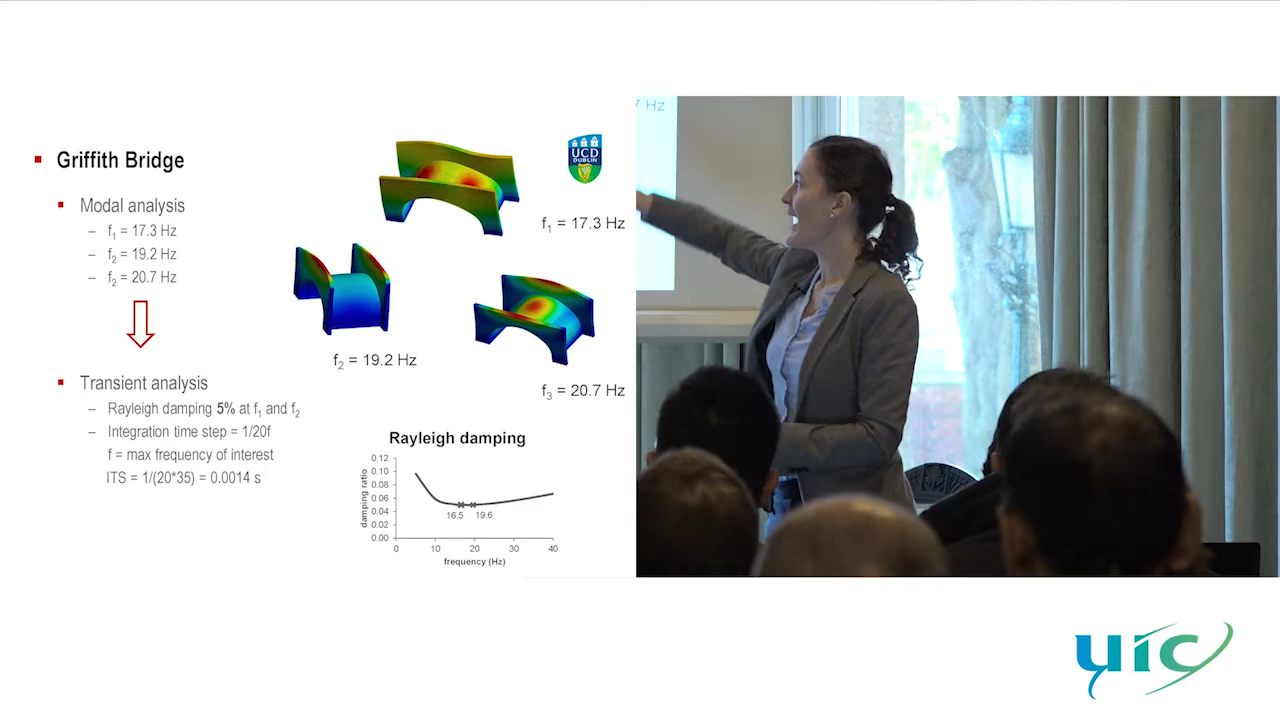 Griffith Bridge
Modal analysis
– f1 = 17.3 Hz
– f2 = 19.2 Hz
– f2 = 20.7 Hz
Transient analysis
– Rayleigh damping 5% at f1 and f2
– Integration time step = 1/20f
f = max frequency of interest
ITS = 1/(20*35) = 0.0014 s
UCD
DUBLIN
f1 = 17.3 Hz
f2 = 19.2 Hz
f3 = 20.7 Hz
Rayleigh damping
damping ratio
0.12
0.10
0.08
0.06
0.04
0.02
0.00
16.5
19.6
0
10
20
30
40
frequency (Hz)
7 Hz
uic